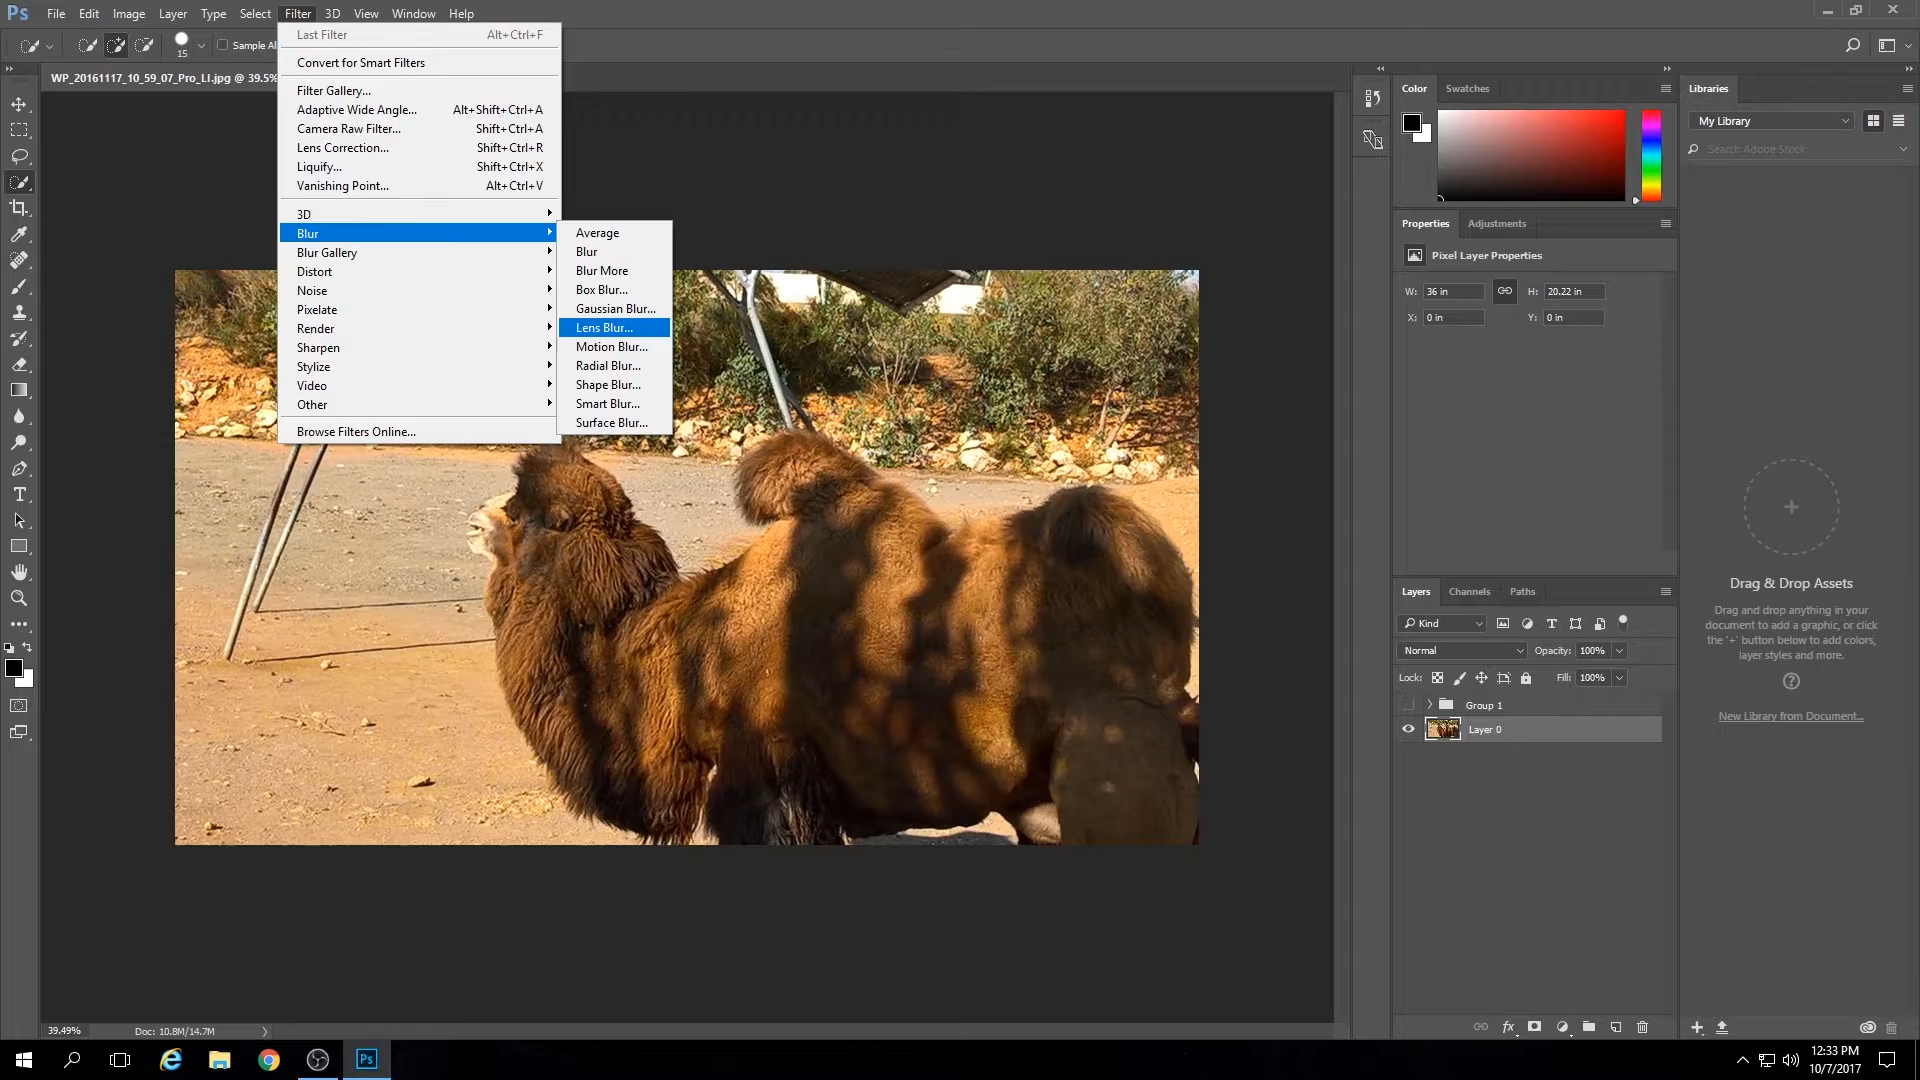 Ps File Edit Image Layer Type Select Filter 3D View Window Help
15 Sample Al
WP_20161117_10_59_07_Pro_LI.jpg @ 39.5%
Last Filter Alt+Ctrl+F
Convert for Smart Filters
Filter Gallery...
Adaptive Wide Angle... Alt+Shift+Ctrl+A
Camera Raw Filter... Shift+Ctrl+A
Lens Correction... Shift+Ctrl+R
Liquify... Shift+Ctrl+X
Vanishing Point... Alt+Ctrl+V
3D
Blur
Blur Gallery
Distort
Noise
Pixelate
Render
Sharpen
Stylize
Video
Other
Browse Filters Online...
Average
Blur
Blur More
Box Blur...
Gaussian Blur...
Lens Blur...
Motion Blur...
Radial Blur...
Shape Blur...
Smart Blur...
Surface Blur...
Color Swatches
Properties Adjustments
Pixel Layer Properties
W: 36 in H: 20.22 in
X: 0 in Y: 0 in
Layers Channels Paths
Kind
Normal Opacity: 100%
Lock: Fill: 100%
Group 1
Layer 0
fx
Libraries
My Library
Search Adobe Stock
Drag & Drop Assets
Drag and drop anything in your
document to add a graphic, or click
the '+' button below to add colors,
layer styles and more.
New Library from Document...
39.49% Doc: 10.8M/14.7M
Ps
12:33 PM
10/7/2017